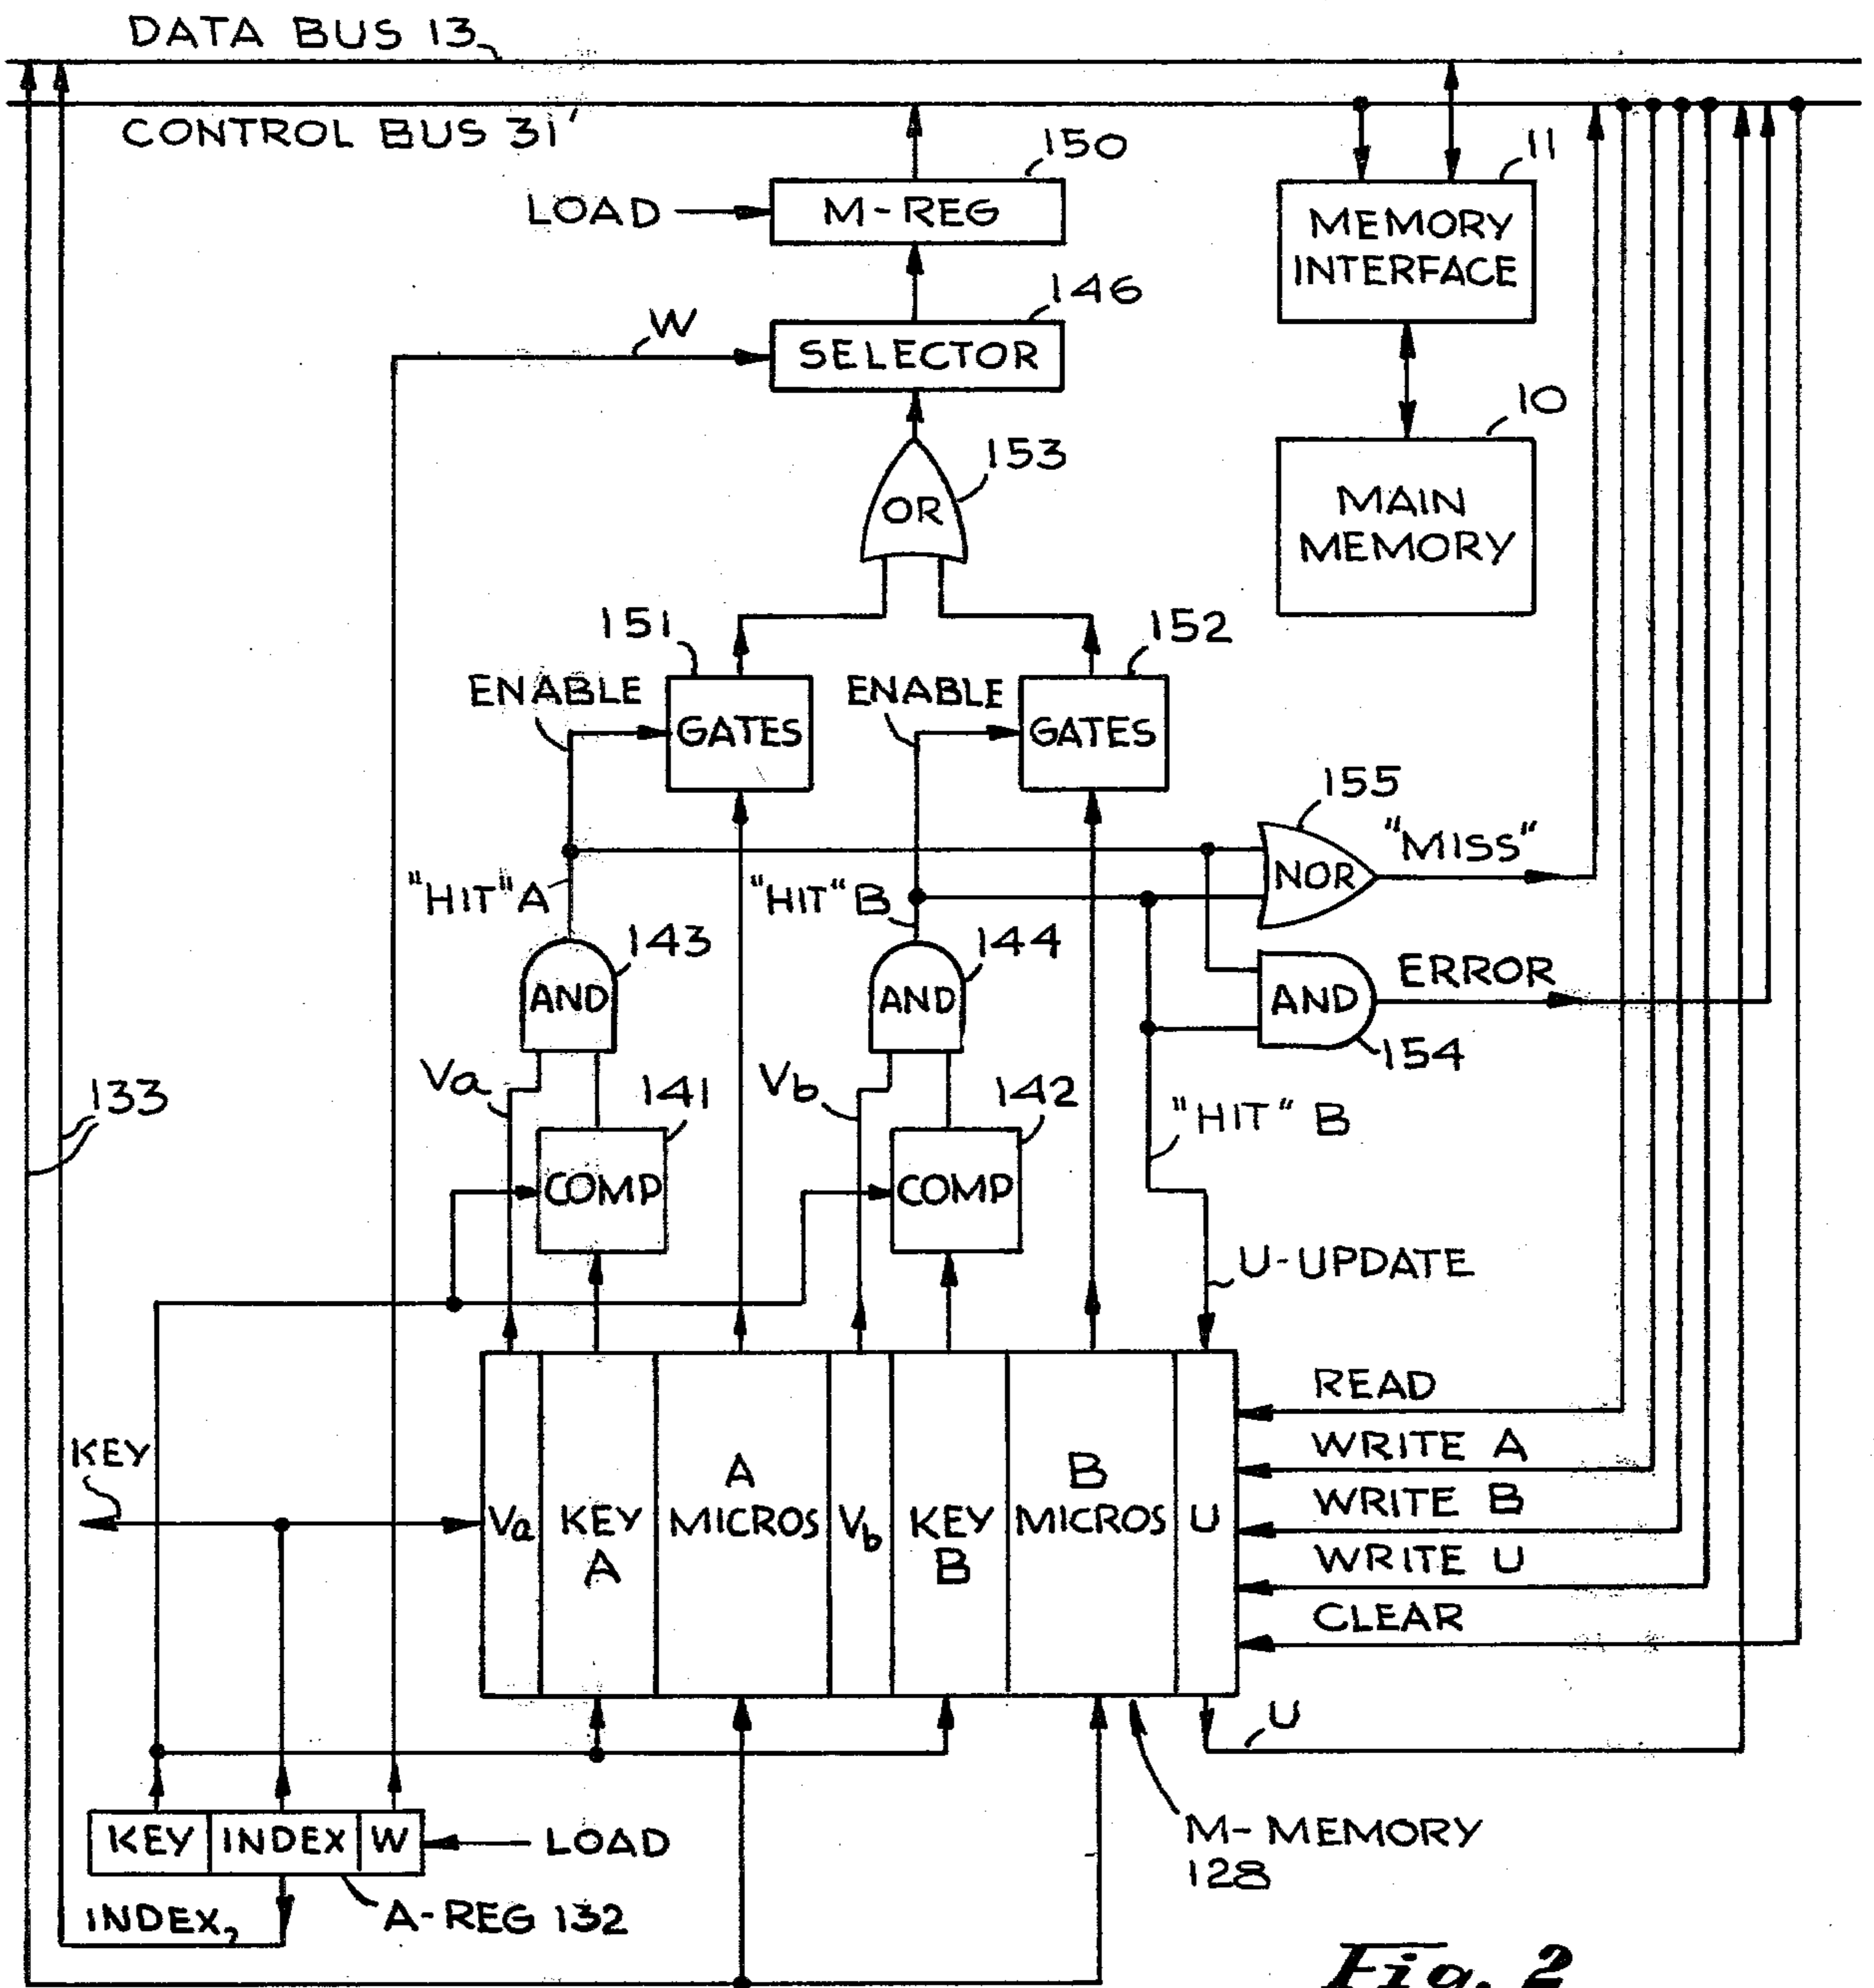 DATA BUS 13
CONTROL BUS 31'
150
11
LOAD
M-REG
MEMORY
INTERFACE
146
W
SELECTOR
10
153
OR
MAIN
MEMORY
151
152
ENABLE
ENABLE
GATES
GATES
155
"MISS"
NOR
"HIT" A
"HIT" B
143
144
ERROR
AND
AND
AND
154
Va
Vb
133
141
142
"HIT" B
COMP
COMP
U-UPDATE
READ
KEY
WRITE A
A
B
WRITE B
Va
KEY
A
MICROS
Vb
KEY
B
MICROS
U
WRITE U
CLEAR
U
KEY
INDEX
W
LOAD
M-MEMORY
128
INDEX
A-REG 132
Fig. 2